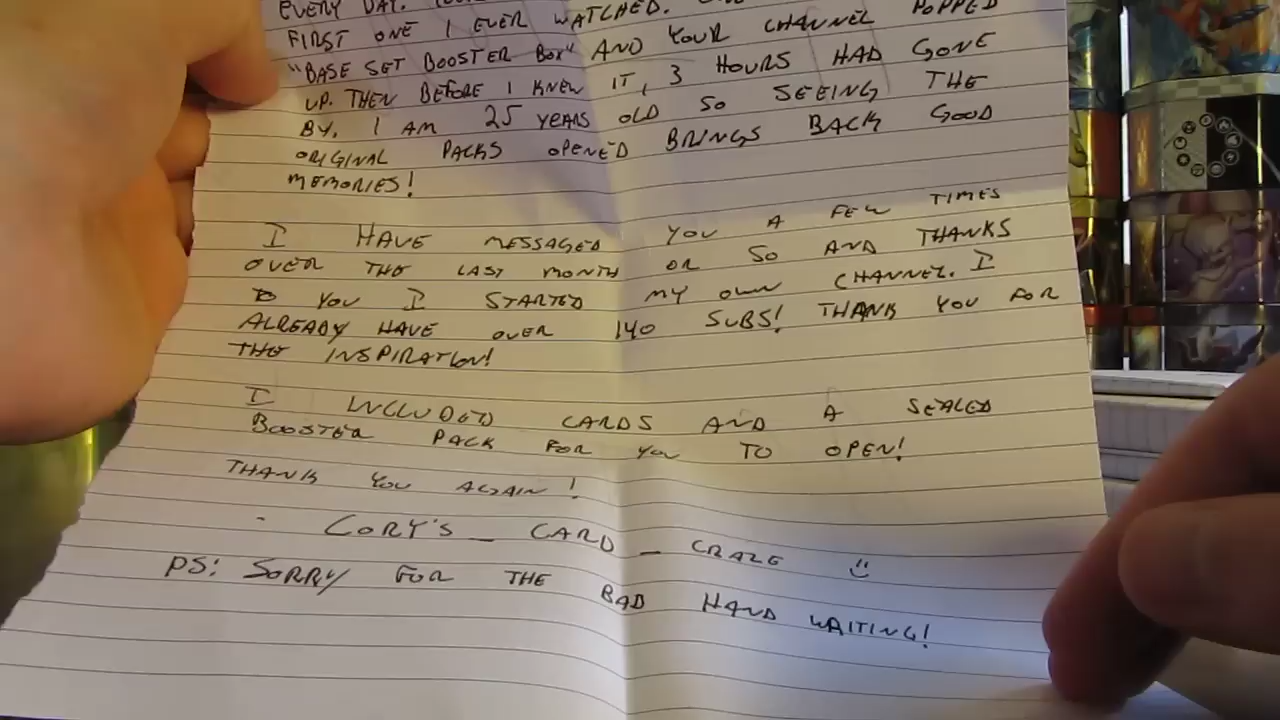 EVERY DAY.
FIRST ONE I EVER WATCHED.
"BASE SET BOOSTER BOX" AND YOUR CHANNEL POPPED
UP. THEN BEFORE I KNEW IT, 3 HOURS HAD GONE
BY. I AM 25 YEARS OLD SO SEEING THE
ORIGINAL PACKS OPENED BRINGS BACK GOOD
MEMORIES!
I HAVE MESSAGED YOU A FEW TIMES
OVER THE LAST MONTH OR SO AND THANKS
TO YOU I STARTED MY OWN CHANNEL. I
ALREADY HAVE OVER 140 SUBS! THANK YOU FOR
THE INSPIRATION!
I INCLUDED CARDS AND A SEALED
BOOSTER PACK FOR YOU TO OPEN!
THANK YOU AGAIN!
- CORY'S_CARD_CRAZE
PS: SORRY FOR THE BAD HAND WRITING!